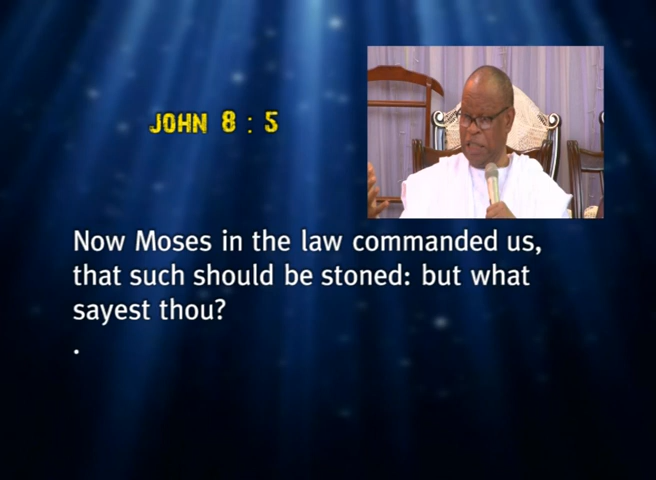 JOHN 8 : 5
Now Moses in the law commanded us,
that such should be stoned: but what
sayest thou?
.